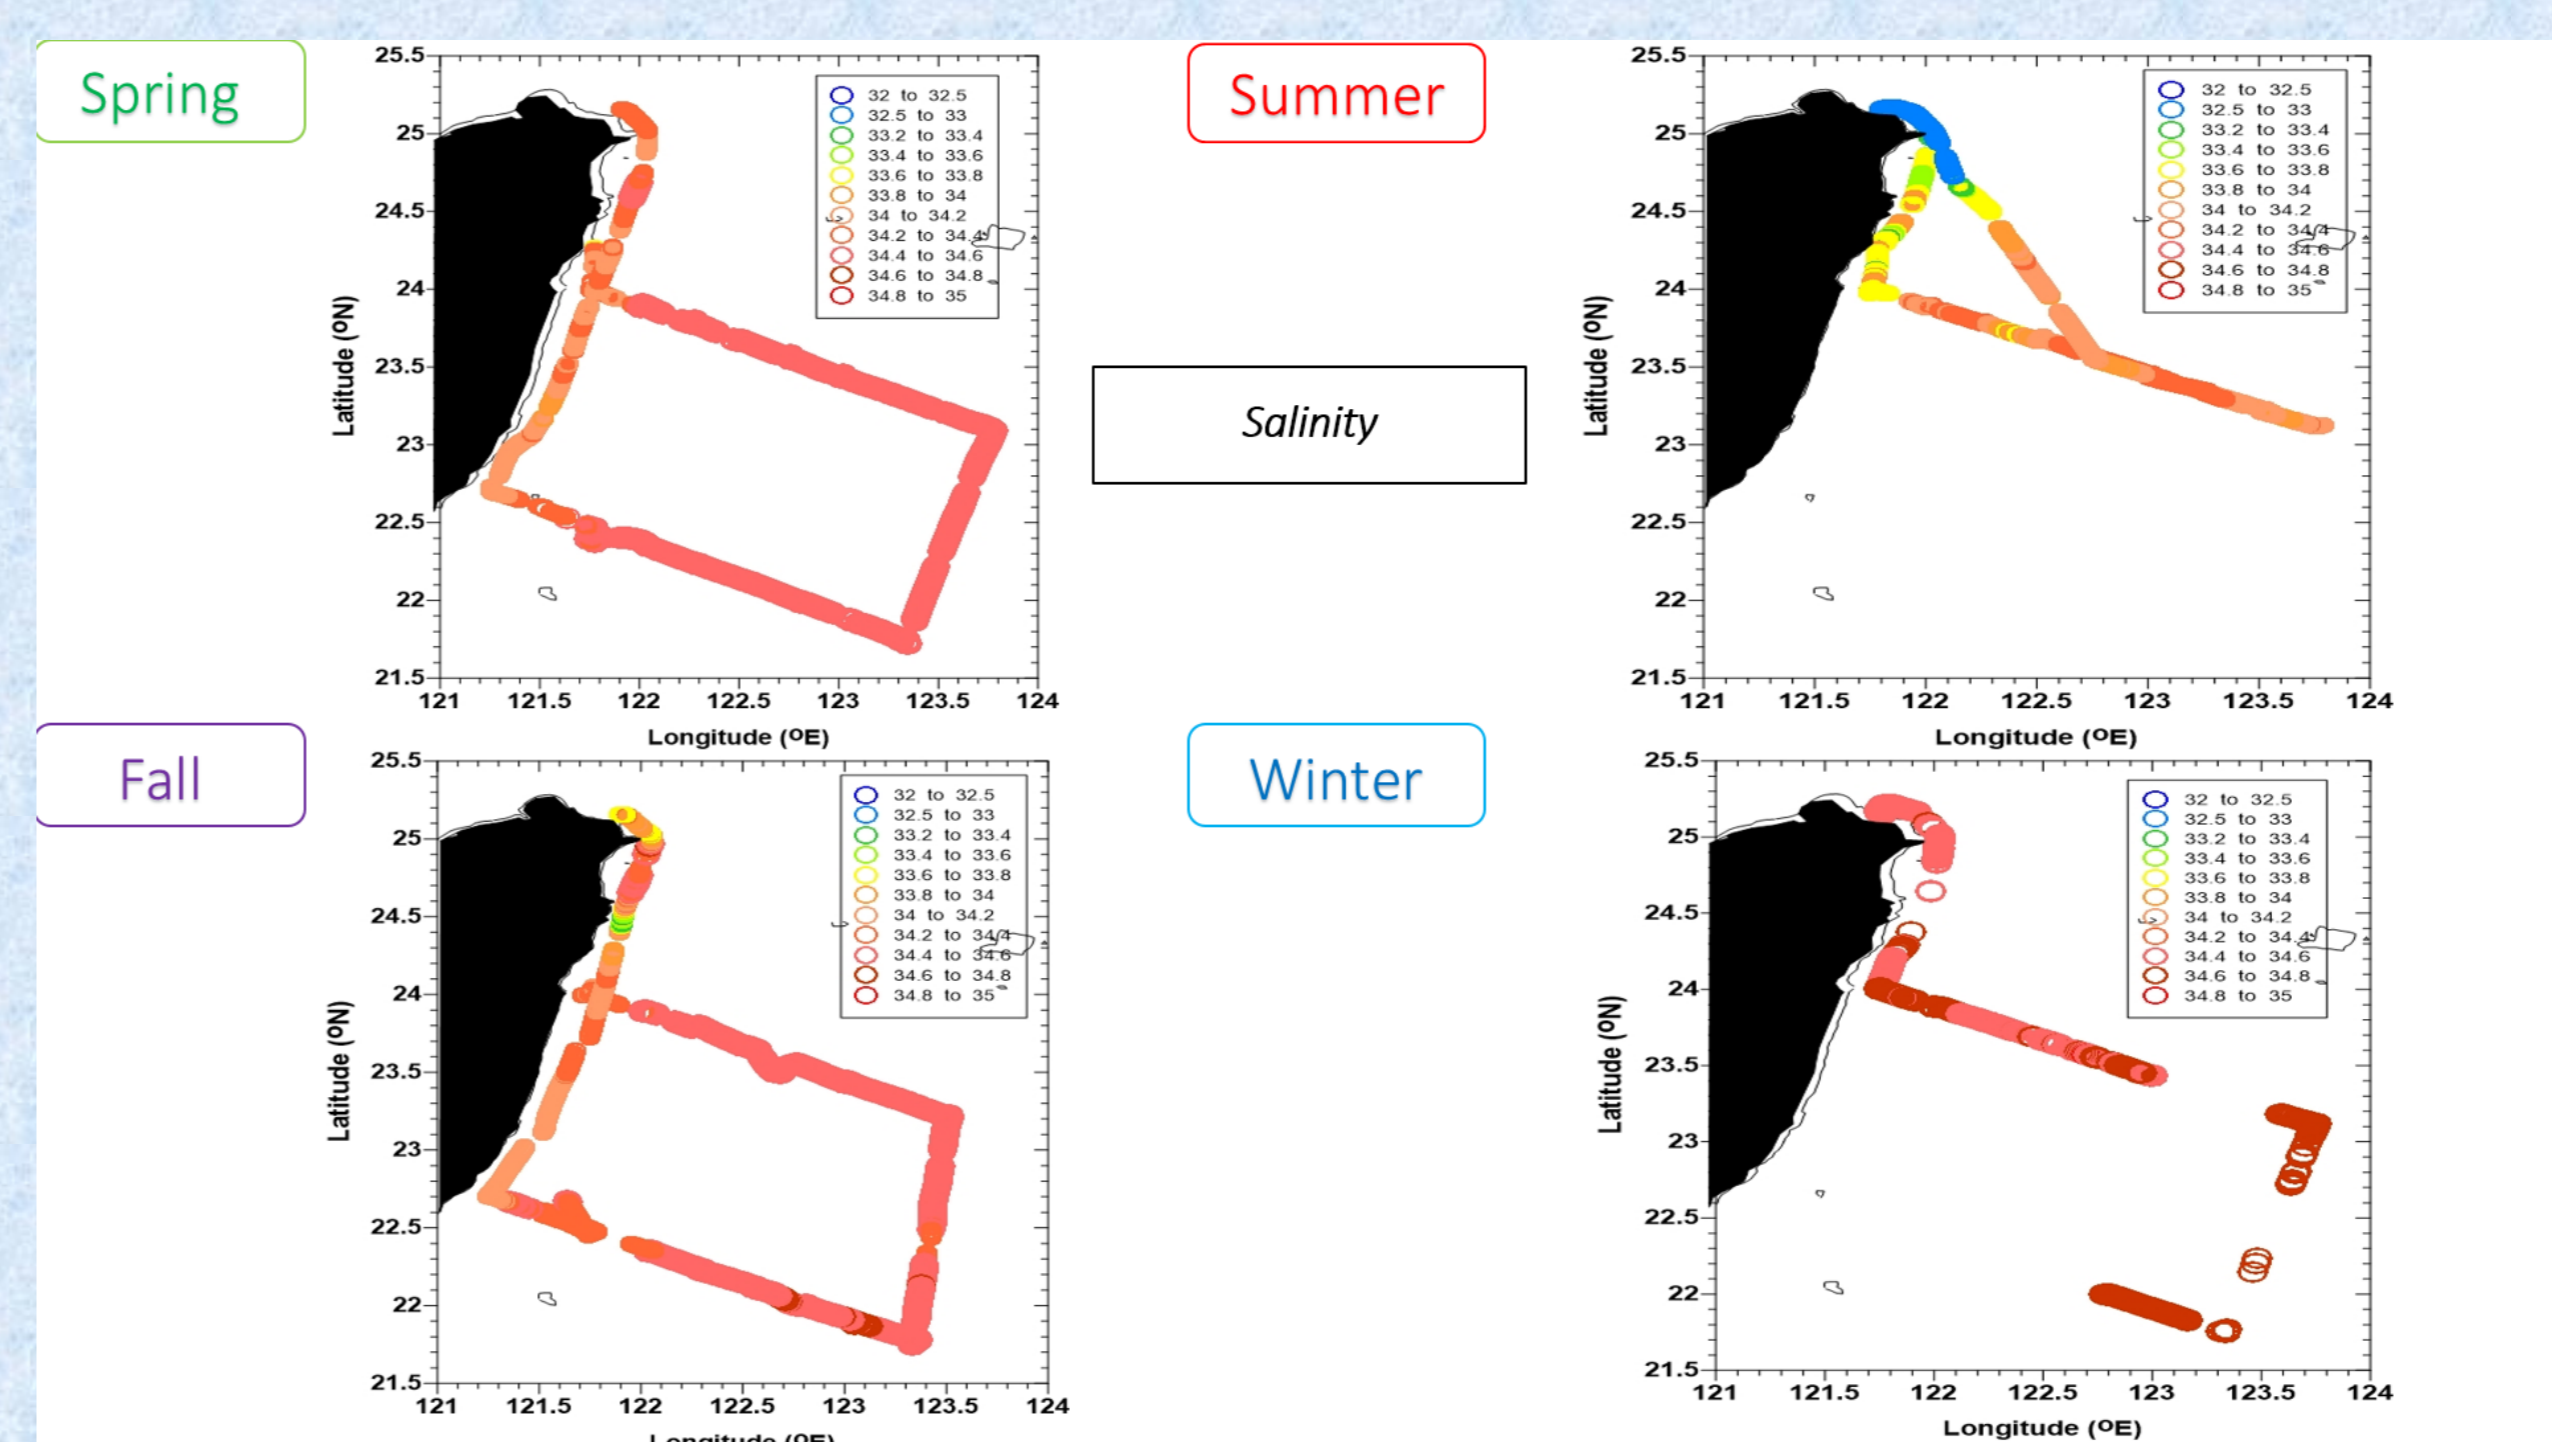 Spring
25.5
25
24.5
24
23.5
23
22.5
22
21.5
121 121.5 122 122.5 123 123.5 124
Latitude (ºN)
Longitude (ºE)
32 to 32.5
32.5 to 33
33.2 to 33.4
33.4 to 33.6
33.6 to 33.8
33.8 to 34
34 to 34.2
34.2 to 34.4
34.4 to 34.6
34.6 to 34.8
34.8 to 35
Summer
25.5
25
24.5
24
23.5
23
22.5
22
21.5
121 121.5 122 122.5 123 123.5 124
Latitude (ºN)
Longitude (ºE)
32 to 32.5
32.5 to 33
33.2 to 33.4
33.4 to 33.6
33.6 to 33.8
33.8 to 34
34 to 34.2
34.2 to 34.4
34.4 to 34.6
34.6 to 34.8
34.8 to 35
Salinity
Fall
25.5
25
24.5
24
23.5
23
22.5
22
21.5
121 121.5 122 122.5 123 123.5 124
Latitude (ºN)
Longitude (ºE)
32 to 32.5
32.5 to 33
33.2 to 33.4
33.4 to 33.6
33.6 to 33.8
33.8 to 34
34 to 34.2
34.2 to 34.4
34.4 to 34.6
34.6 to 34.8
34.8 to 35
Winter
25.5
25
24.5
24
23.5
23
22.5
22
21.5
121 121.5 122 122.5 123 123.5 124
Latitude (ºN)
Longitude (ºE)
32 to 32.5
32.5 to 33
33.2 to 33.4
33.4 to 33.6
33.6 to 33.8
33.8 to 34
34 to 34.2
34.2 to 34.4
34.4 to 34.6
34.6 to 34.8
34.8 to 35